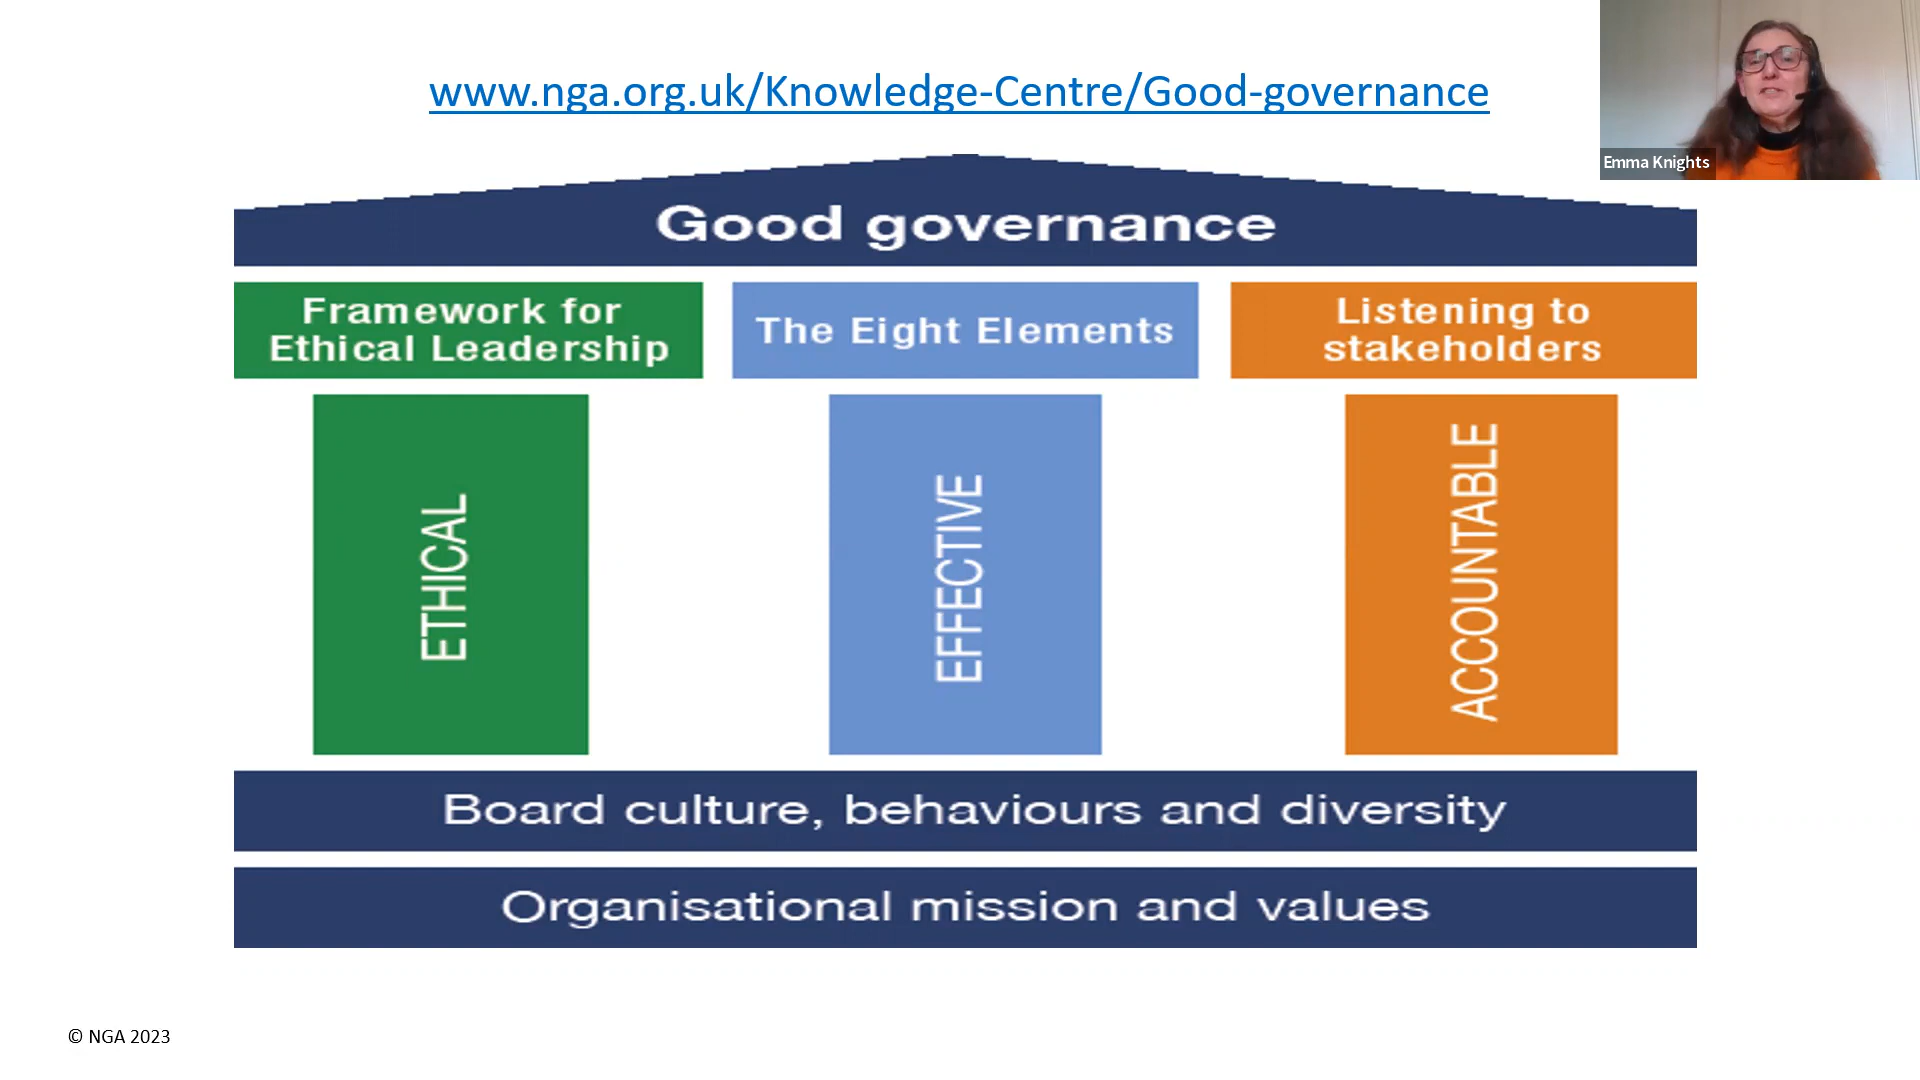 www.nga.org.uk/Knowledge-Centre/Good-governance
Emma Knights
Good governance
Framework for
Ethical Leadership
The Eight Elements
Listening to
stakeholders
ETHICAL
EFFECTIVE
ACCOUNTABLE
Board culture, behaviours and diversity
Organisational mission and values
© NGA 2023